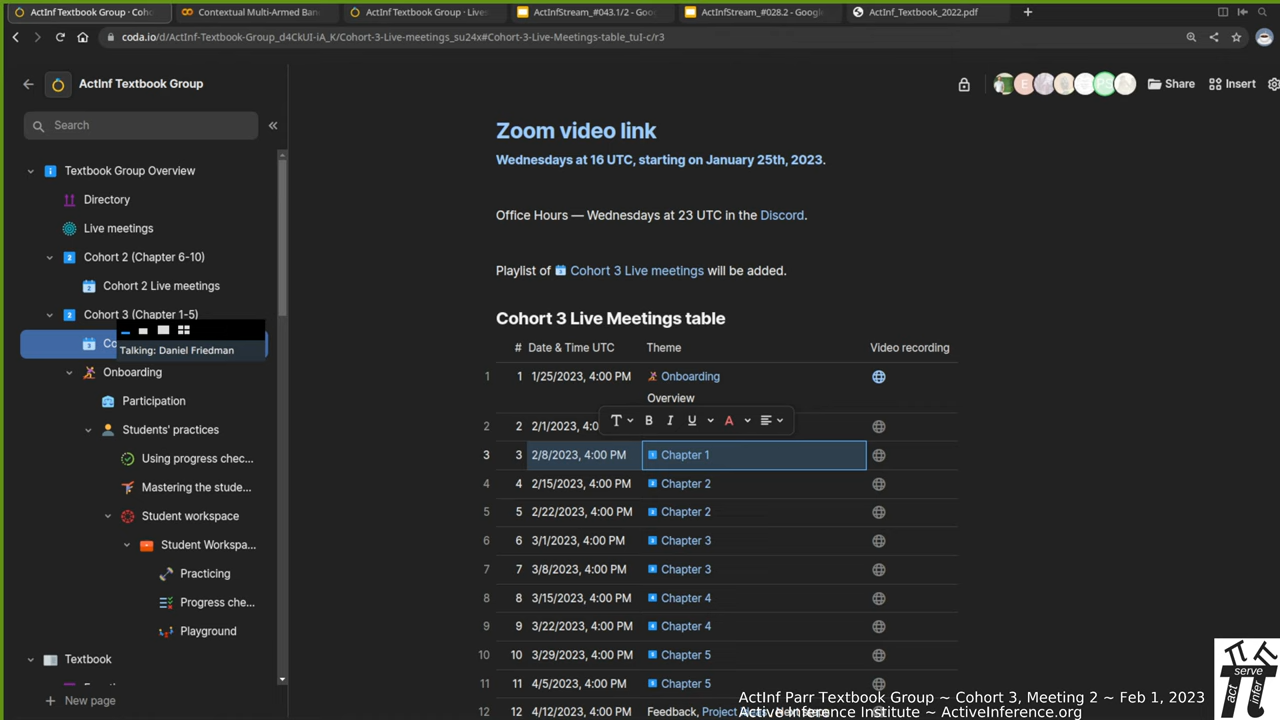 ActInf Textbook Group · Coho
Contextual Multi-Armed Ban
ActInf Textbook Group · Live
ActInfStream_#043.1/2 - Goo
ActInfStream_#028.2 - Google
ActInf_Textbook_2022.pdf
coda.io/d/ActInf-Textbook-Group_d4CkUI-iA_K/Cohort-3-Live-meetings_su24x#Cohort-3-Live-Meetings-table_tuI-c/r3
ActInf Textbook Group
Share
Insert
Search
Textbook Group Overview
Directory
Live meetings
Cohort 2 (Chapter 6-10)
Cohort 2 Live meetings
Cohort 3 (Chapter 1-5)
Co
Talking: Daniel Friedman
Onboarding
Participation
Students' practices
Using progress chec...
Mastering the stude...
Student workspace
Student Workspa...
Practicing
Progress che...
Playground
Textbook
New page
Zoom video link
Wednesdays at 16 UTC, starting on January 25th, 2023.
Office Hours — Wednesdays at 23 UTC in the Discord.
Playlist of Cohort 3 Live meetings will be added.
Cohort 3 Live Meetings table
# Date & Time UTC Theme Video recording
1 1 1/25/2023, 4:00 PM Onboarding
Overview
2 2 2/1/2023, 4:0
T B I U A
3 3 2/8/2023, 4:00 PM Chapter 1
4 4 2/15/2023, 4:00 PM Chapter 2
5 5 2/22/2023, 4:00 PM Chapter 2
6 6 3/1/2023, 4:00 PM Chapter 3
7 7 3/8/2023, 4:00 PM Chapter 3
8 8 3/15/2023, 4:00 PM Chapter 4
9 9 3/22/2023, 4:00 PM Chapter 4
10 10 3/29/2023, 4:00 PM Chapter 5
11 11 4/5/2023, 4:00 PM Chapter 5
12 12 4/12/2023, 4:00 PM Feedback, Project
ActInf Parr Textbook Group ~ Cohort 3, Meeting 2 ~ Feb 1, 2023
Active Inference Institute ~ ActiveInference.org
serve
act
infer